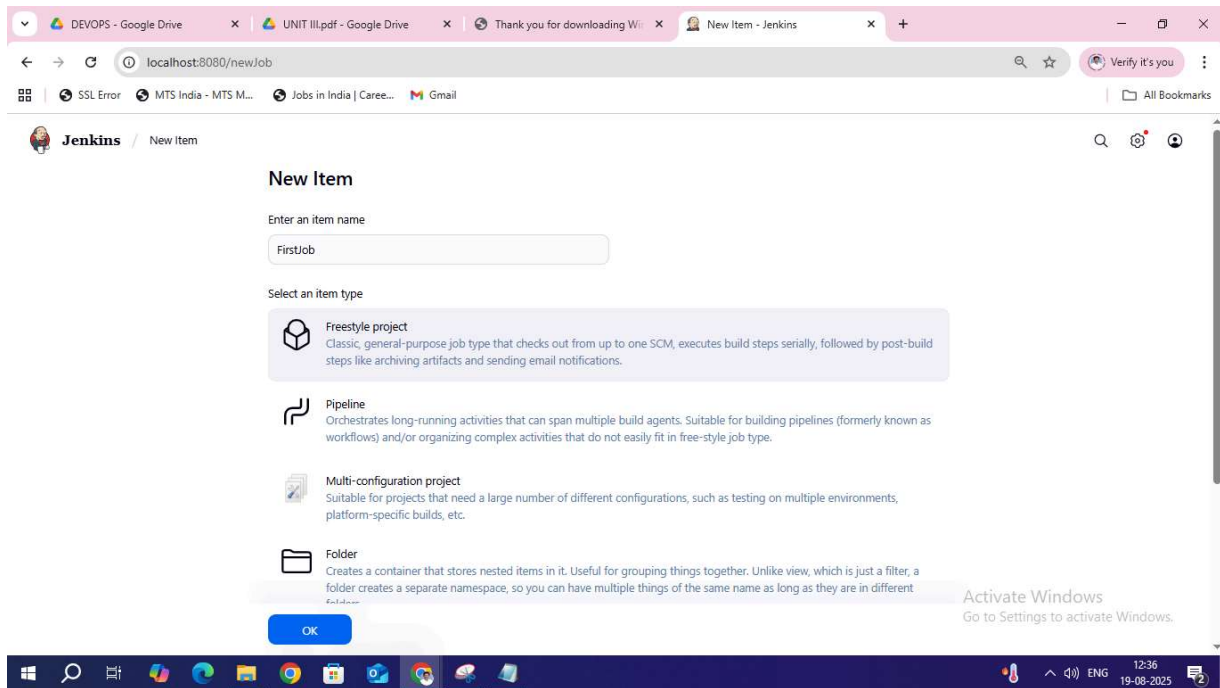 DEVOPS - Google Drive
UNIT III.pdf - Google Drive
Thank you for downloading Wi
New Item - Jenkins
localhost:8080/newJob
Verify it's you
SSL Error
MTS India - MTS M...
Jobs in India | Caree...
Gmail
All Bookmarks
Jenkins / New Item
New Item
Enter an item name
FirstJob
Select an item type
Freestyle project
Classic, general-purpose job type that checks out from up to one SCM, executes build steps serially, followed by post-build
steps like archiving artifacts and sending email notifications.
Pipeline
Orchestrates long-running activities that can span multiple build agents. Suitable for building pipelines (formerly known as
workflows) and/or organizing complex activities that do not easily fit in free-style job type.
Multi-configuration project
Suitable for projects that need a large number of different configurations, such as testing on multiple environments,
platform-specific builds, etc.
Folder
Creates a container that stores nested items in it. Useful for grouping things together. Unlike view, which is just a filter, a
folder creates a separate namespace, so you can have multiple things of the same name as long as they are in different
folders.
OK
Activate Windows
Go to Settings to activate Windows.
ENG
12:36
19-08-2025
2